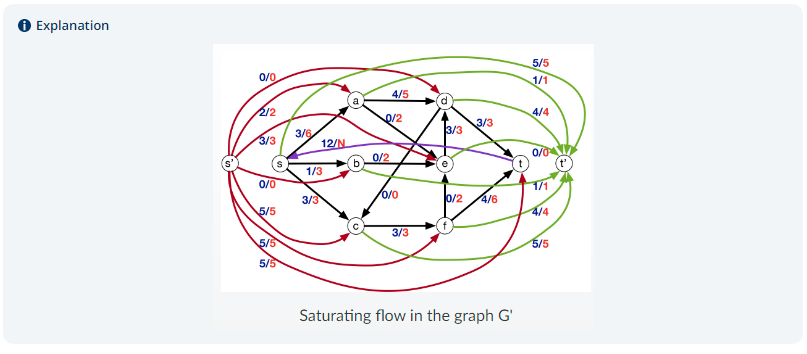 Explanation
5/5
0/0
1/1
a
4/5
d
2/2
0/2
4/4
3/3
3/6
12/N
3/3
3/3
0/0
s'
s
1/3
b
0/2
e
t
t'
0/0
3/3
0/0
0/2
4/6
1/1
5/5
c
3/3
f
4/4
5/5
5/5
5/5
Saturating flow in the graph G'